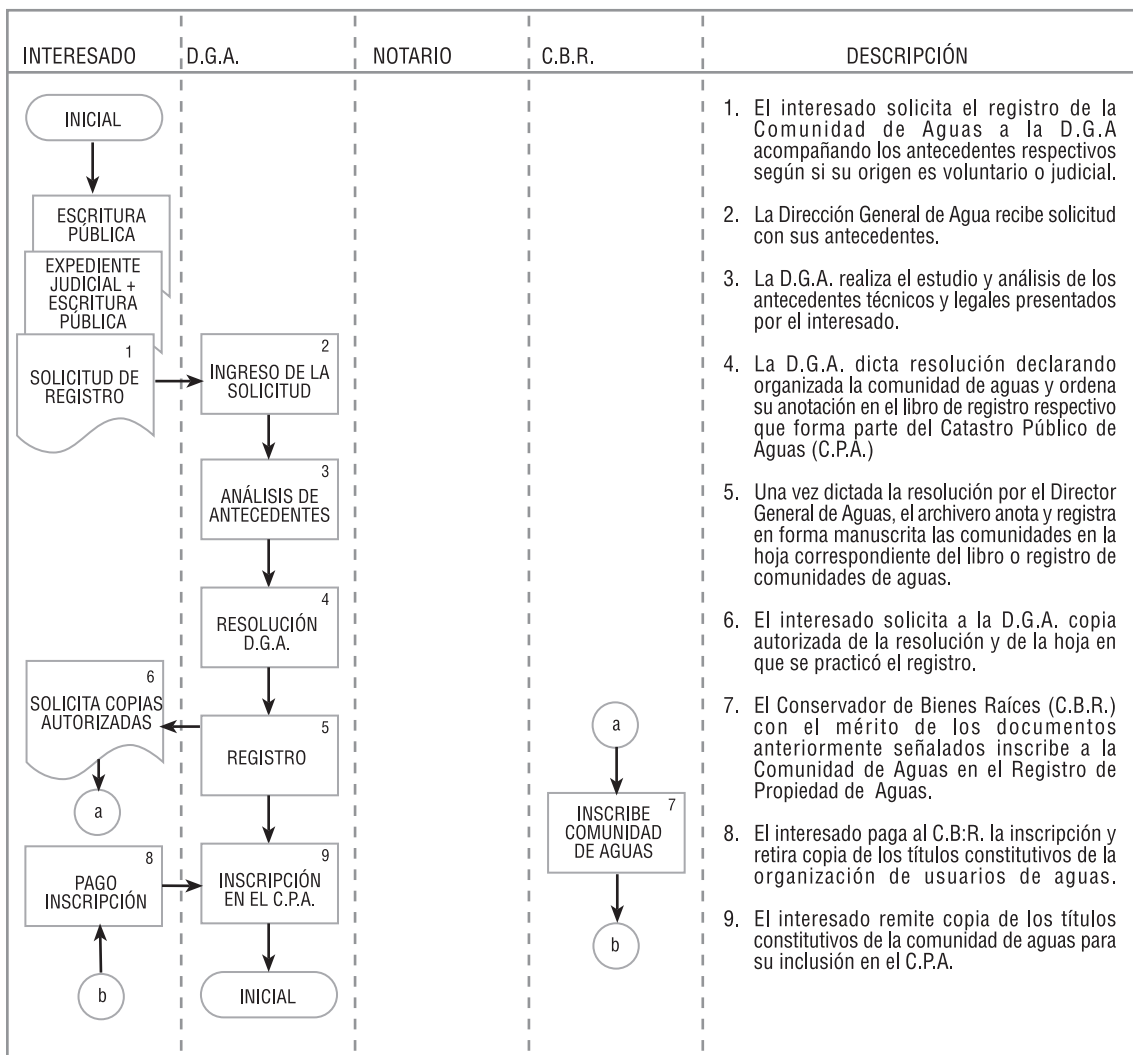 INTERESADO
D.G.A.
NOTARIO
C.B.R.
DESCRIPCIÓN
INICIAL
ESCRITURA
PÚBLICA
EXPEDIENTE
JUDICIAL +
ESCRITURA
PÚBLICA
1
SOLICITUD DE
REGISTRO
2
INGRESO DE LA
SOLICITUD
3
ANÁLISIS DE
ANTECEDENTES
4
RESOLUCIÓN
D.G.A.
6
SOLICITA COPIAS
AUTORIZADAS
5
REGISTRO
a
8
PAGO
INSCRIPCIÓN
9
INSCRIPCIÓN
EN EL C.P.A.
b
INICIAL
a
7
INSCRIBE
COMUNIDAD
DE AGUAS
b
1. El interesado solicita el registro de la
Comunidad de Aguas a la D.G.A
acompañando los antecedentes respectivos
según si su origen es voluntario o judicial.
2. La Dirección General de Agua recibe solicitud
con sus antecedentes.
3. La D.G.A. realiza el estudio y análisis de los
antecedentes técnicos y legales presentados
por el interesado.
4. La D.G.A. dicta resolución declarando
organizada la comunidad de aguas y ordena
su anotación en el libro de registro respectivo
que forma parte del Catastro Público de
Aguas (C.P.A.)
5. Una vez dictada la resolución por el Director
General de Aguas, el archivero anota y registra
en forma manuscrita las comunidades en la
hoja correspondiente del libro o registro de
comunidades de aguas.
6. El interesado solicita a la D.G.A. copia
autorizada de la resolución y de la hoja en
que se practicó el registro.
7. El Conservador de Bienes Raíces (C.B.R.)
con el mérito de los documentos
anteriormente señalados inscribe a la
Comunidad de Aguas en el Registro de
Propiedad de Aguas.
8. El interesado paga al C.B:R. la inscripción y
retira copia de los títulos constitutivos de la
organización de usuarios de aguas.
9. El interesado remite copia de los títulos
constitutivos de la comunidad de aguas para
su inclusión en el C.P.A.